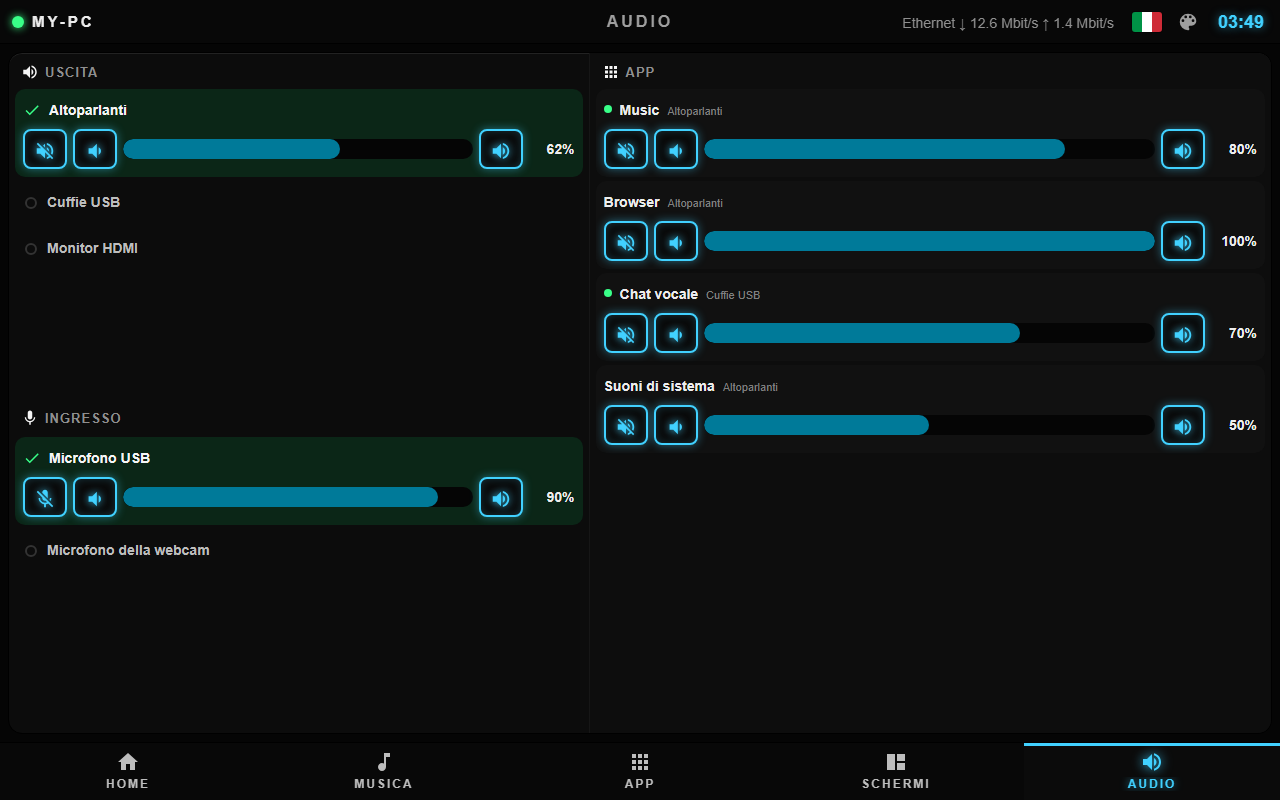 MY-PC
AUDIO
Ethernet ↓ 12.6 Mbit/s ↑ 1.4 Mbit/s
03:49
USCITA
Altoparlanti
62%
Cuffie USB
Monitor HDMI
INGRESSO
Microfono USB
90%
Microfono della webcam
APP
Music Altoparlanti
80%
Browser Altoparlanti
100%
Chat vocale Cuffie USB
70%
Suoni di sistema Altoparlanti
50%
HOME
MUSICA
APP
SCHERMI
AUDIO